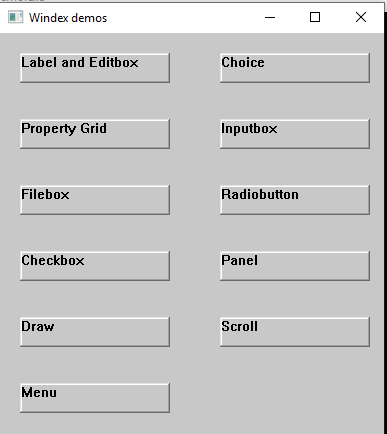 Windex demos
Label and Editbox
Choice
Property Grid
Inputbox
Filebox
Radiobutton
Checkbox
Panel
Draw
Scroll
Menu